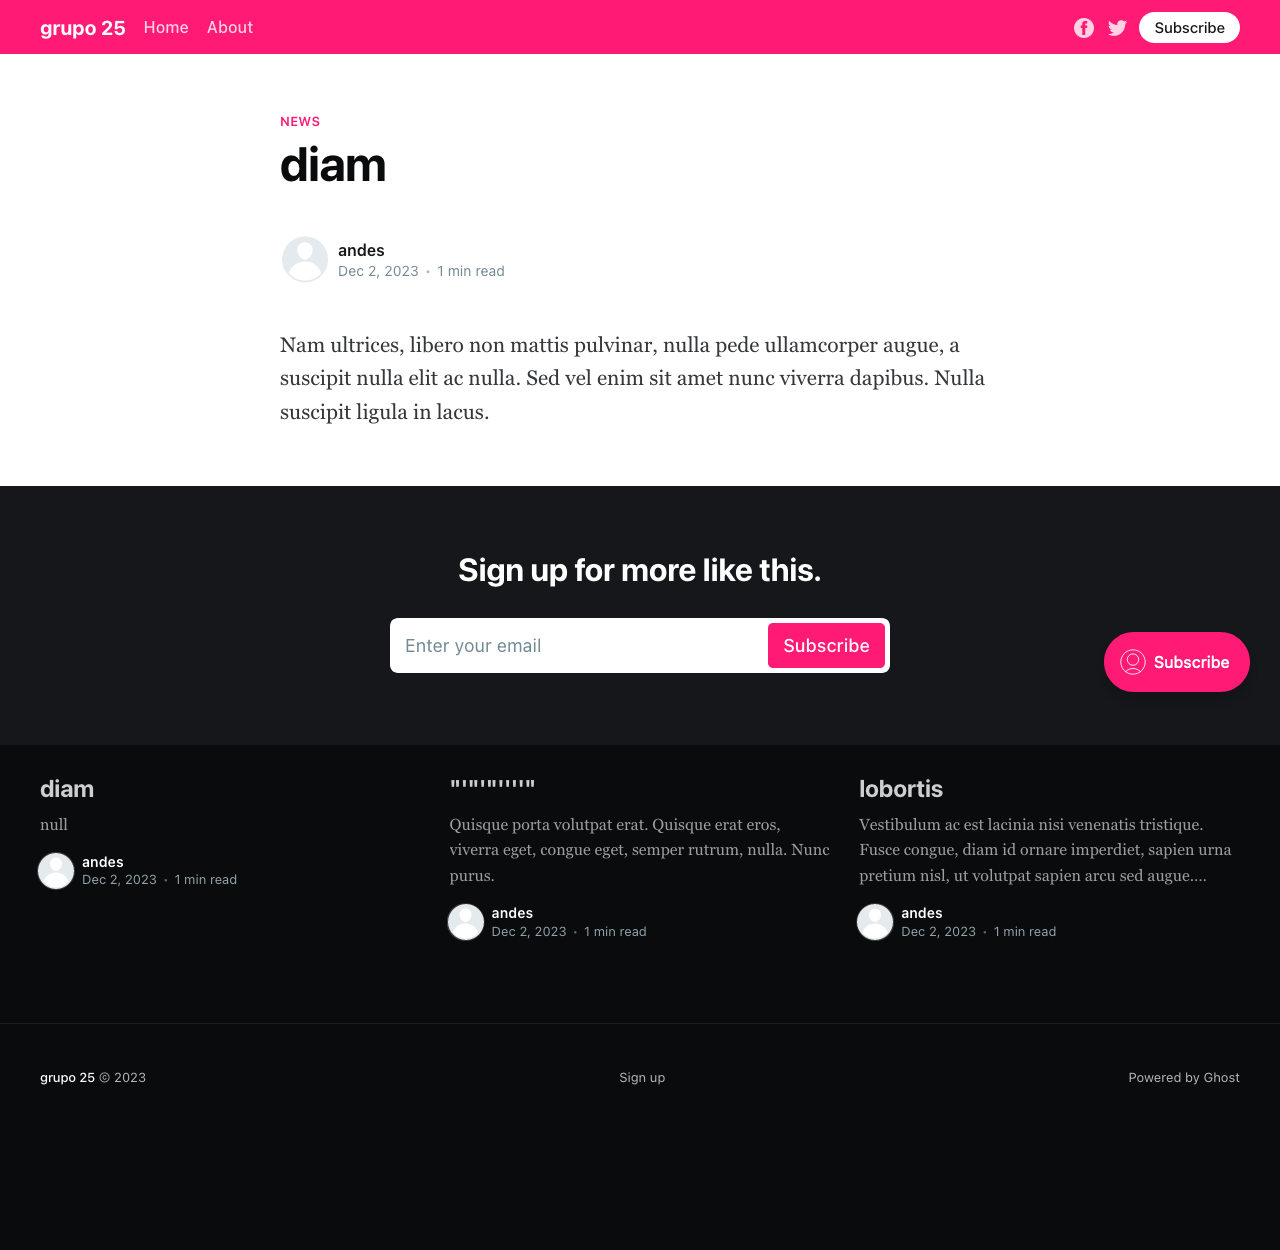 grupo 25 Home About Subscribe
NEWS
diam
andes
Dec 2, 2023 • 1 min read
Nam ultrices, libero non mattis pulvinar, nulla pede ullamcorper augue, a
suscipit nulla elit ac nulla. Sed vel enim sit amet nunc viverra dapibus. Nulla
suscipit ligula in lacus.
Sign up for more like this.
Enter your email Subscribe
Subscribe
diam
null
andes
Dec 2, 2023 • 1 min read
"'"'"''''"
Quisque porta volutpat erat. Quisque erat eros,
viverra eget, congue eget, semper rutrum, nulla. Nunc
purus.
andes
Dec 2, 2023 • 1 min read
lobortis
Vestibulum ac est lacinia nisi venenatis tristique.
Fusce congue, diam id ornare imperdiet, sapien urna
pretium nisl, ut volutpat sapien arcu sed augue.…
andes
Dec 2, 2023 • 1 min read
grupo 25 © 2023 Sign up Powered by Ghost